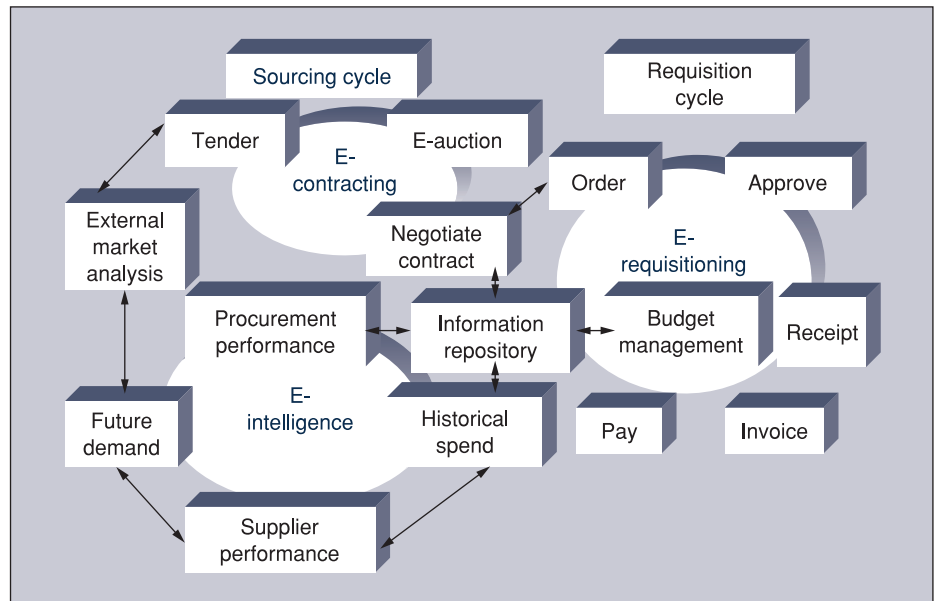 Sourcing cycle
Requisition
cycle
Tender
E-auction
E-
contracting
Order
Approve
External
market
analysis
Negotiate
contract
E-
requisitioning
Procurement
performance
Information
repository
Budget
management
Receipt
E-
intelligence
Future
demand
Historical
spend
Pay
Invoice
Supplier
performance